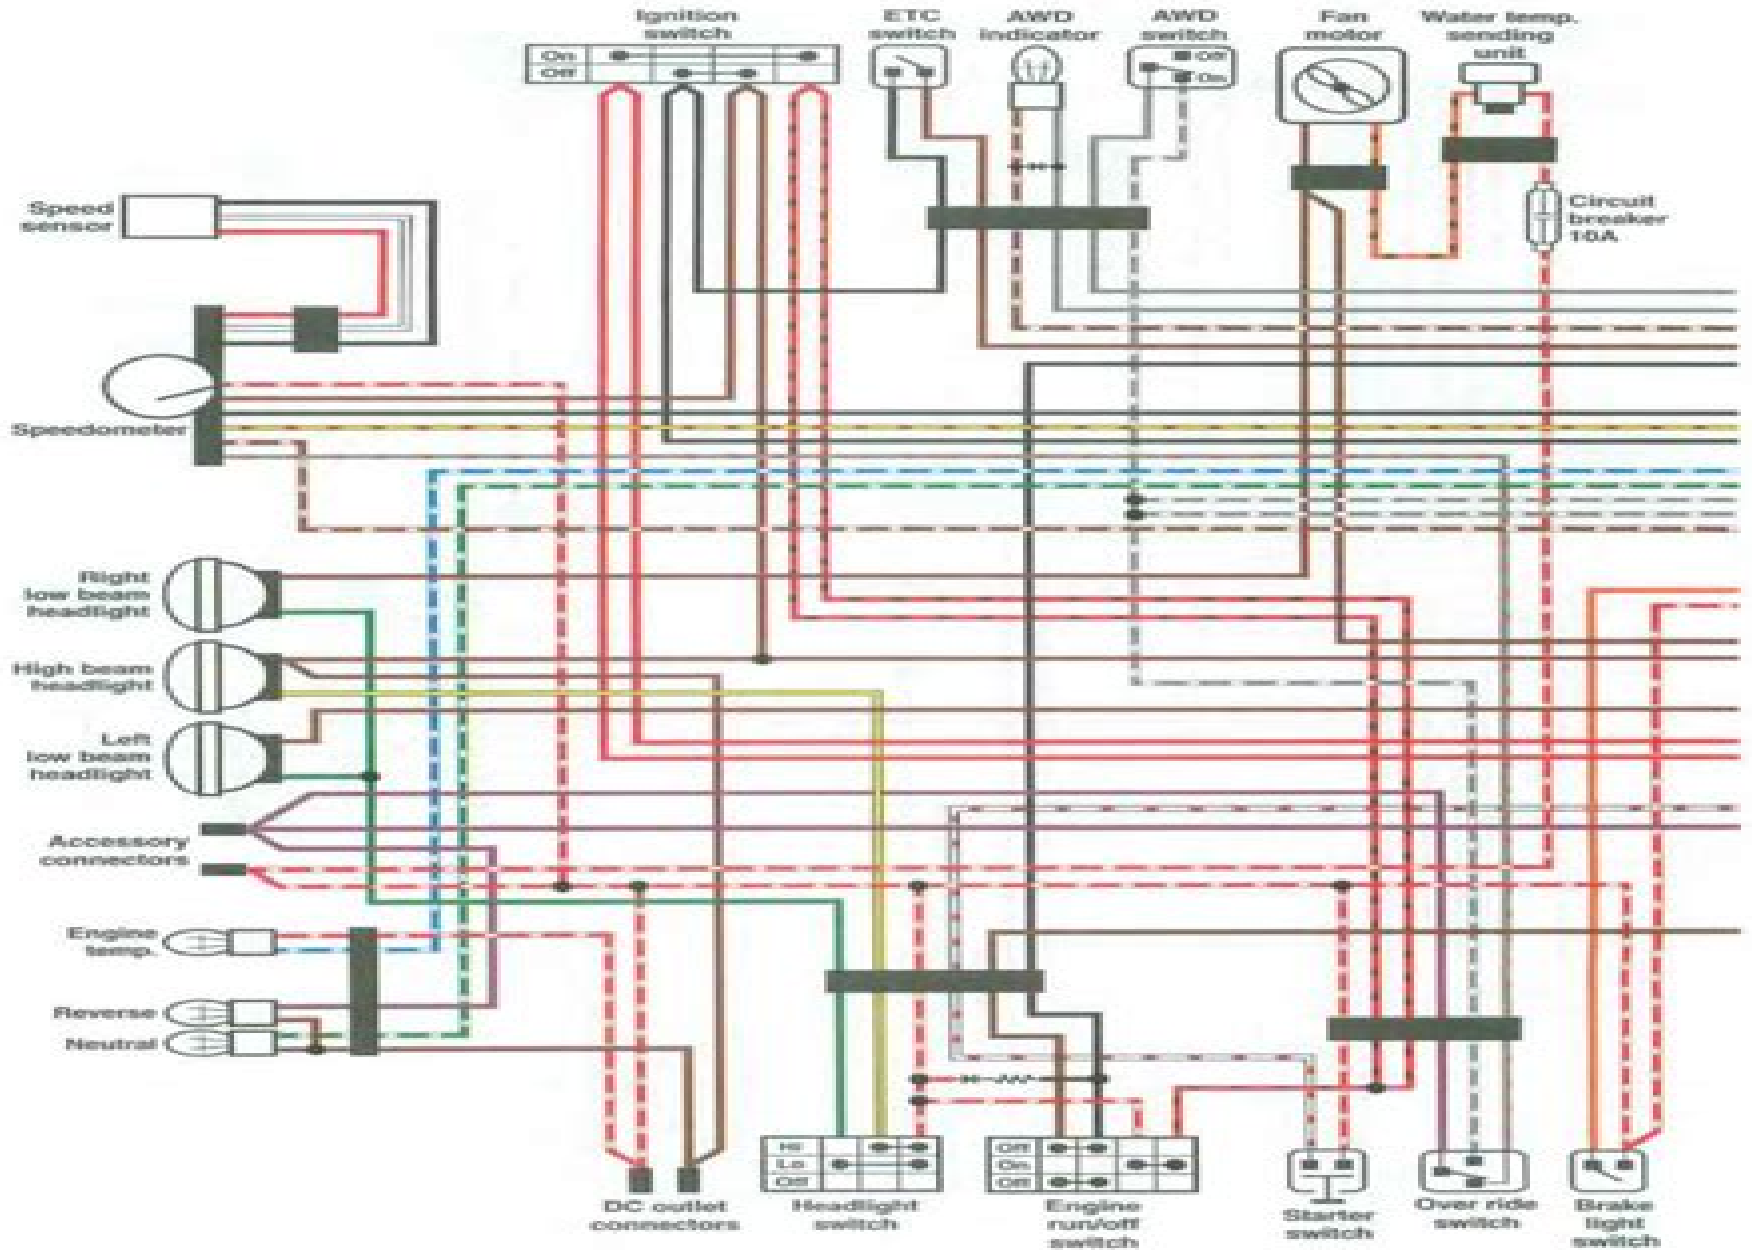 Ignition
switch
On
Off
ETC
switch
AWD
indicator
AWD
switch
Off
On
Fan
motor
Water temp.
sending
unit
Circuit
breaker
10A
Speed
sensor
Speedometer
Right
low beam
headlight
High beam
headlight
Left
low beam
headlight
Accessory
connectors
Engine
temp.
Reverse
Neutral
DC outlet
connectors
Hi
Lo
Off
Headlight
switch
Off
On
Off
Engine
run/off
switch
Starter
switch
Over ride
switch
Brake
light
switch